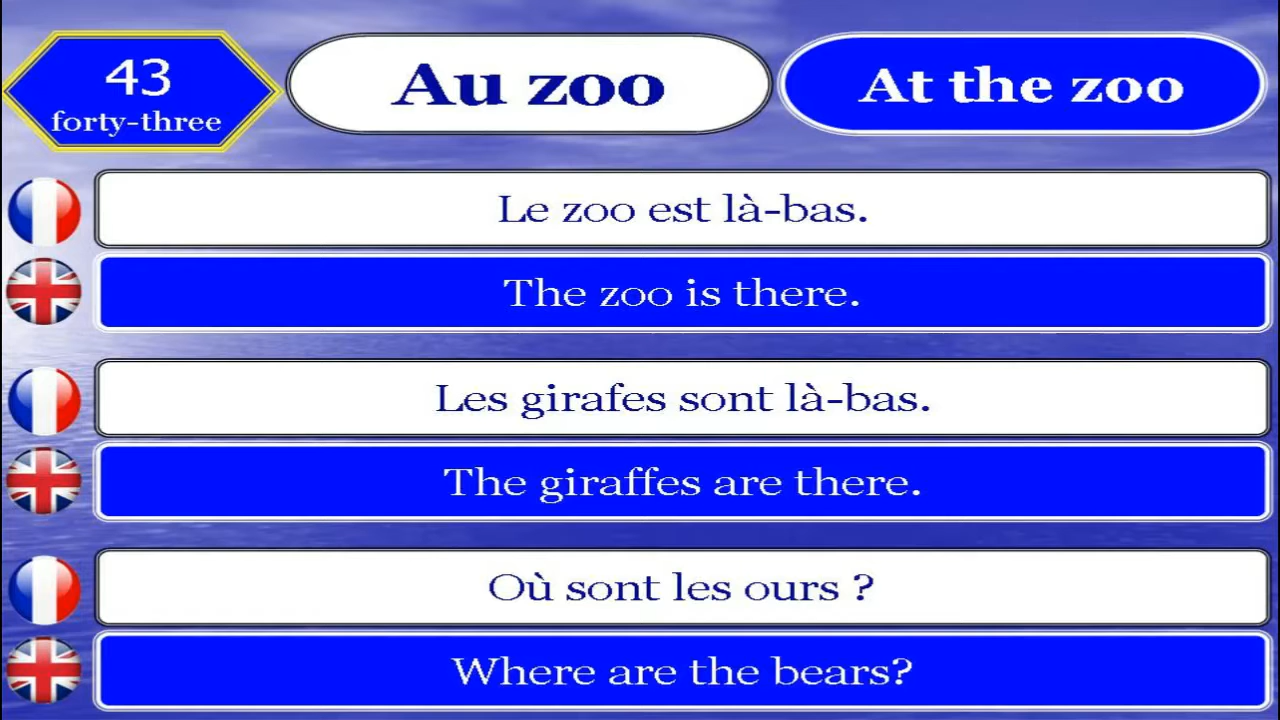 43
forty-three
Au zoo
At the zoo
Le zoo est là-bas.
The zoo is there.
Les girafes sont là-bas.
The giraffes are there.
Où sont les ours ?
Where are the bears?